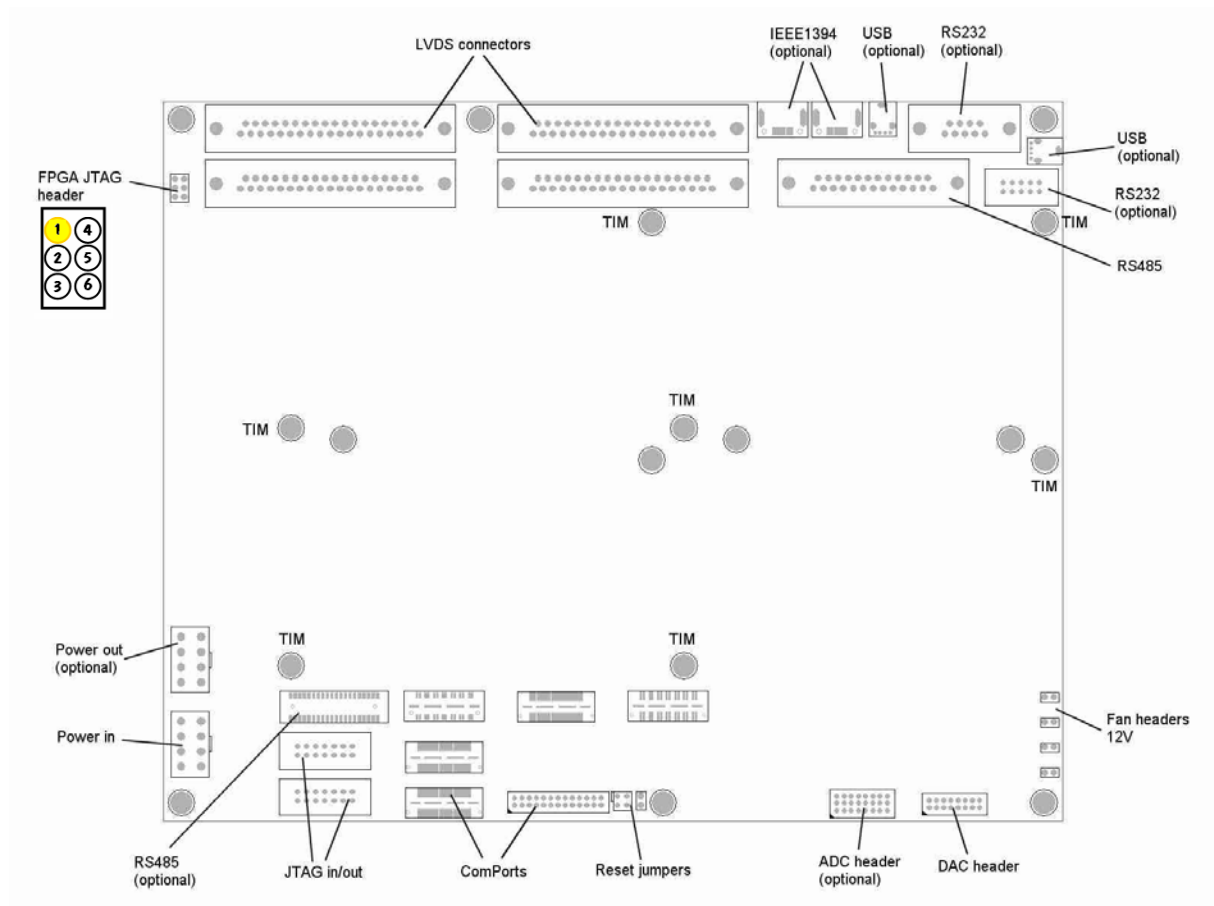 LVDS connectors
IEEE1394
(optional)
USB
(optional)
RS232
(optional)
USB
(optional)
FPGA JTAG
header
1 4
2 5
3 6
RS232
(optional)
TIM
TIM
RS485
TIM
TIM
TIM
TIM
TIM
Power out
(optional)
Power in
Fan headers
12V
RS485
(optional)
JTAG in/out
ComPorts
Reset jumpers
ADC header
(optional)
DAC header